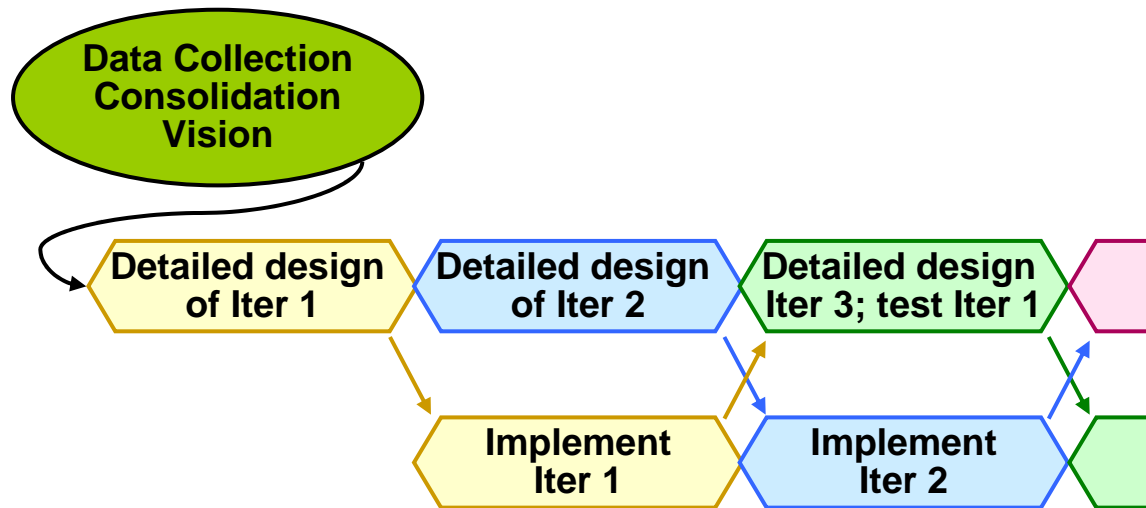 Data Collection
Consolidation
Vision
Detailed design
of Iter 1
Detailed design
of Iter 2
Detailed design
Iter 3; test Iter 1
Implement
Iter 1
Implement
Iter 2